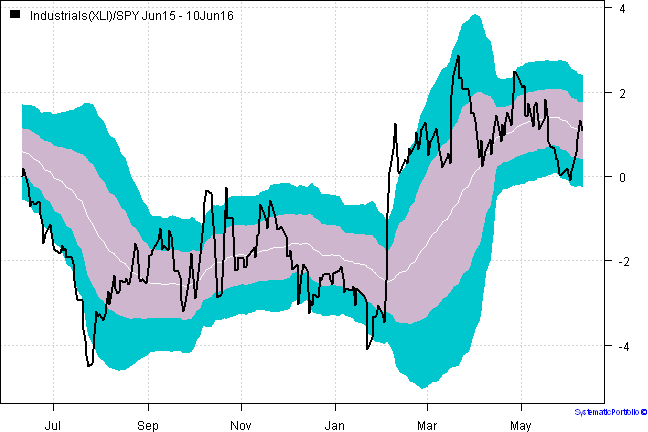 Industrials(XLI)/SPY Jun15 - 10Jun16
4
2
0
-2
-4
Jul Sep Nov Jan Mar May
SystematicPortfolio ©